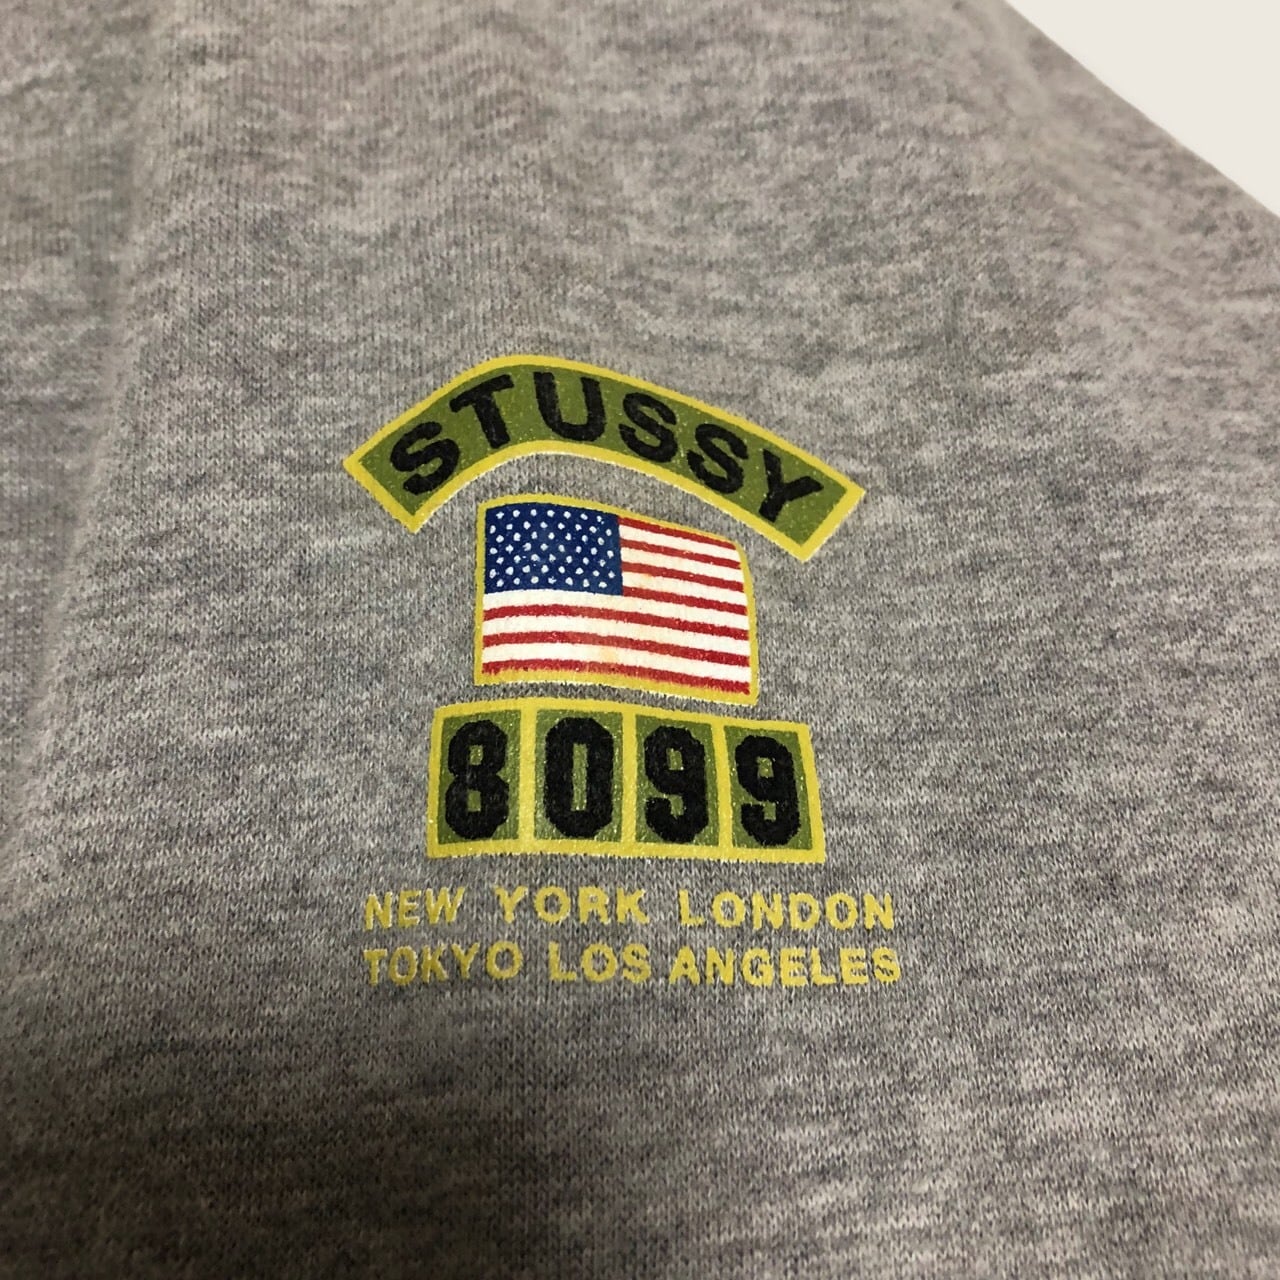 STUSSY
8099
NEW YORK LONDON
TOKYO LOS ANGELES